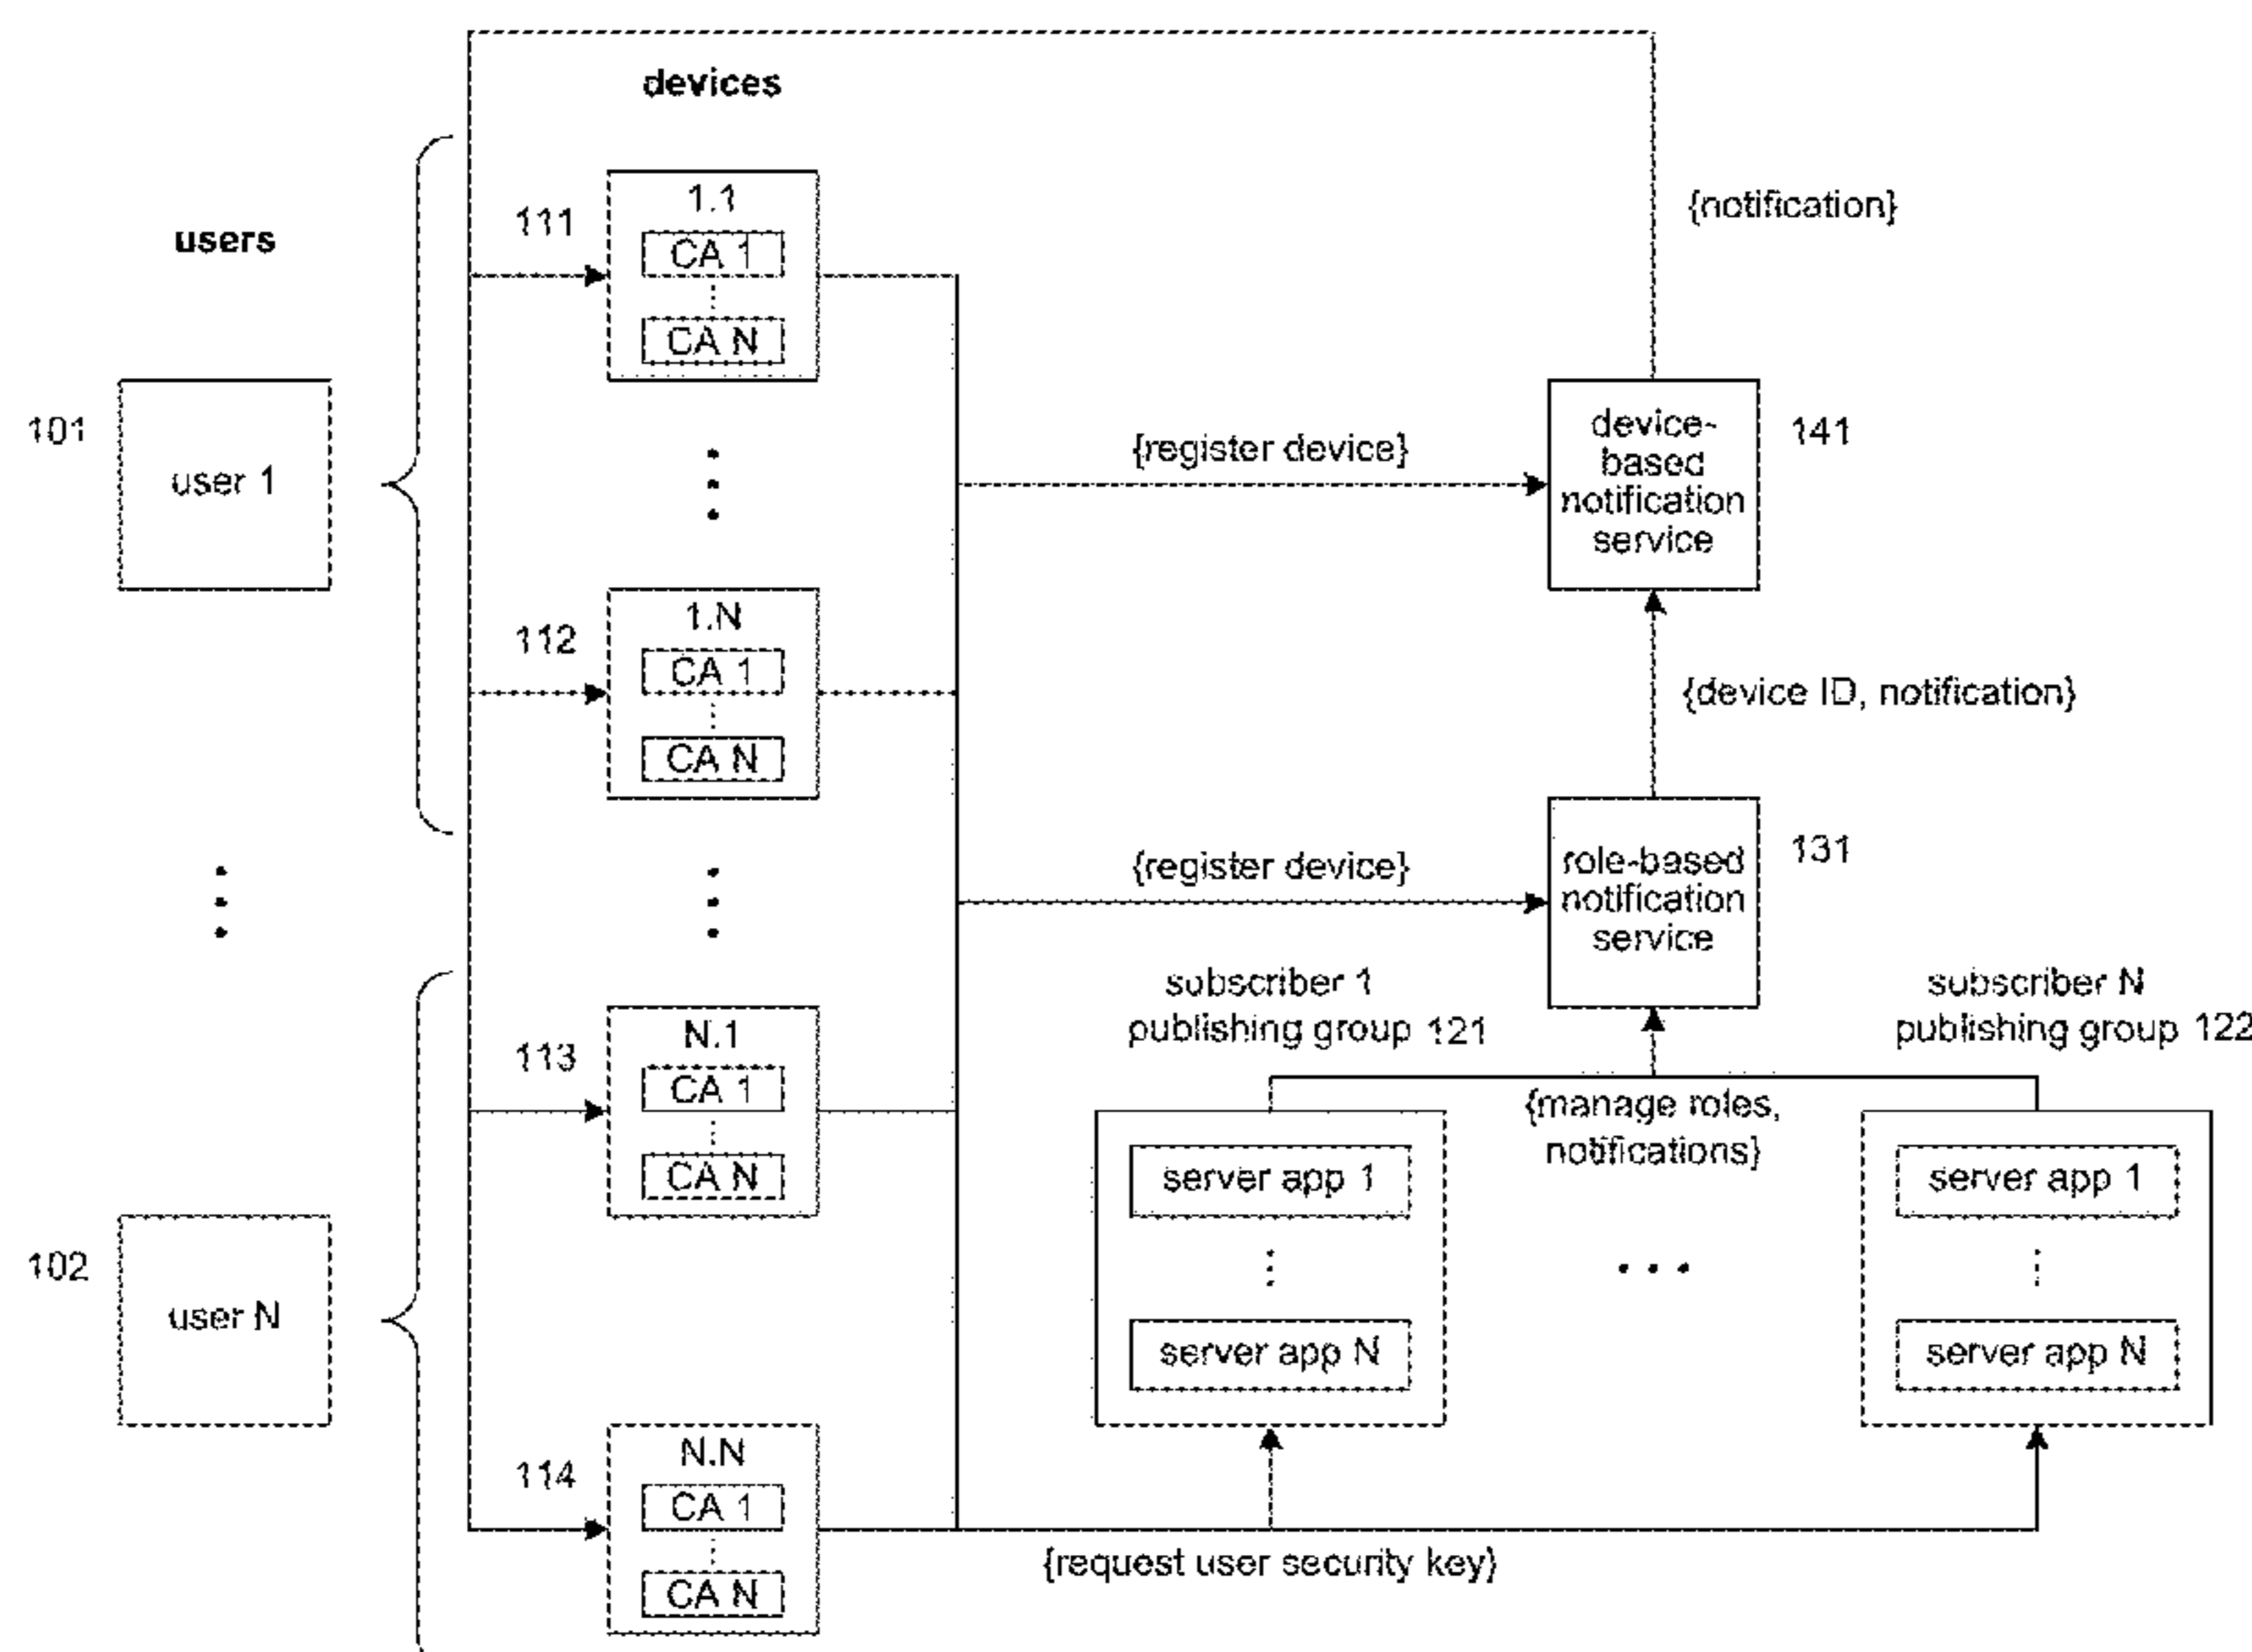 devices
users
111
1.1
CA 1
CA N
{notification}
101
user 1
{register device}
device-
based
notification
service
141
112
1.N
CA 1
CA N
{device ID, notification}
{register device}
role-based
notification
service
131
subscriber 1
publishing group 121
subscriber N
publishing group 122
113
N.1
CA 1
CA N
{manage roles,
notifications}
server app 1
server app N
server app 1
server app N
102
user N
114
N.N
CA 1
CA N
{request user security key}